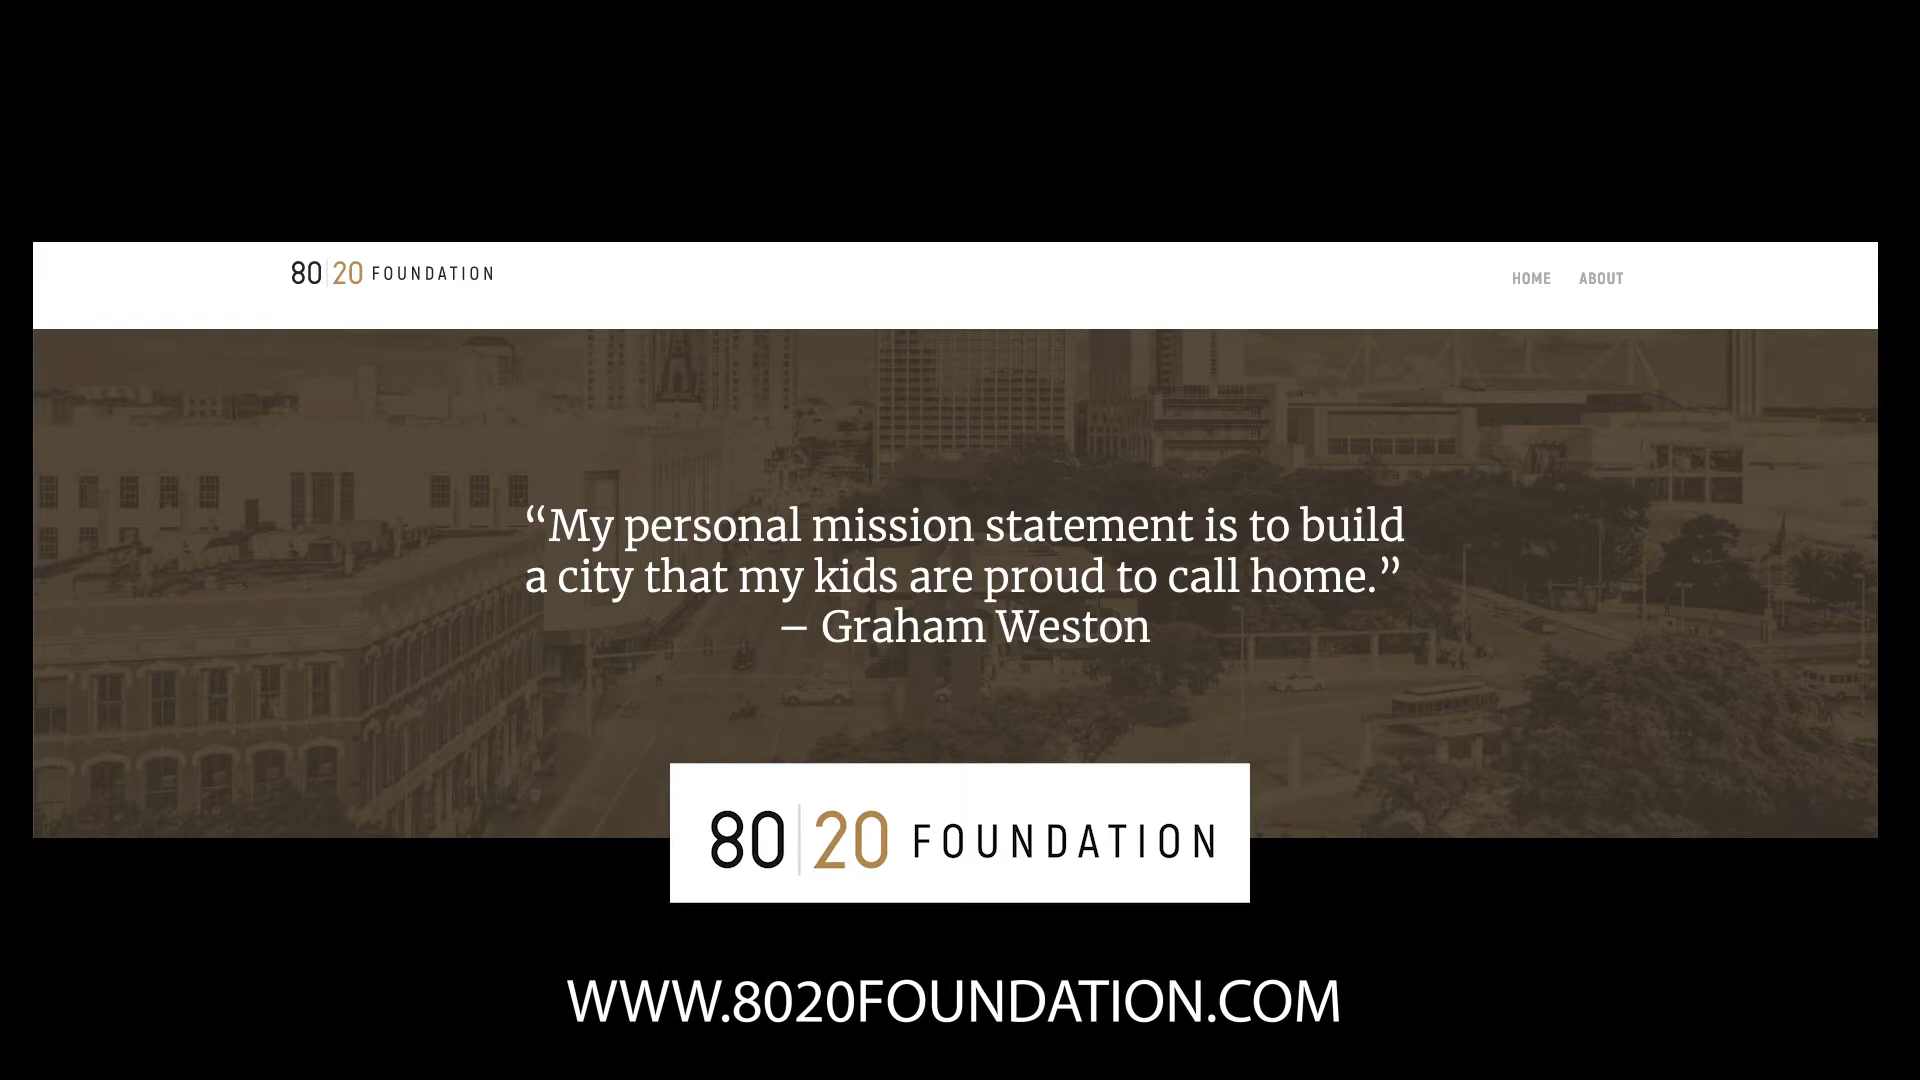 80|20 FOUNDATION
HOME ABOUT
“My personal mission statement is to build
a city that my kids are proud to call home.”
– Graham Weston
80|20 FOUNDATION
WWW.8020FOUNDATION.COM